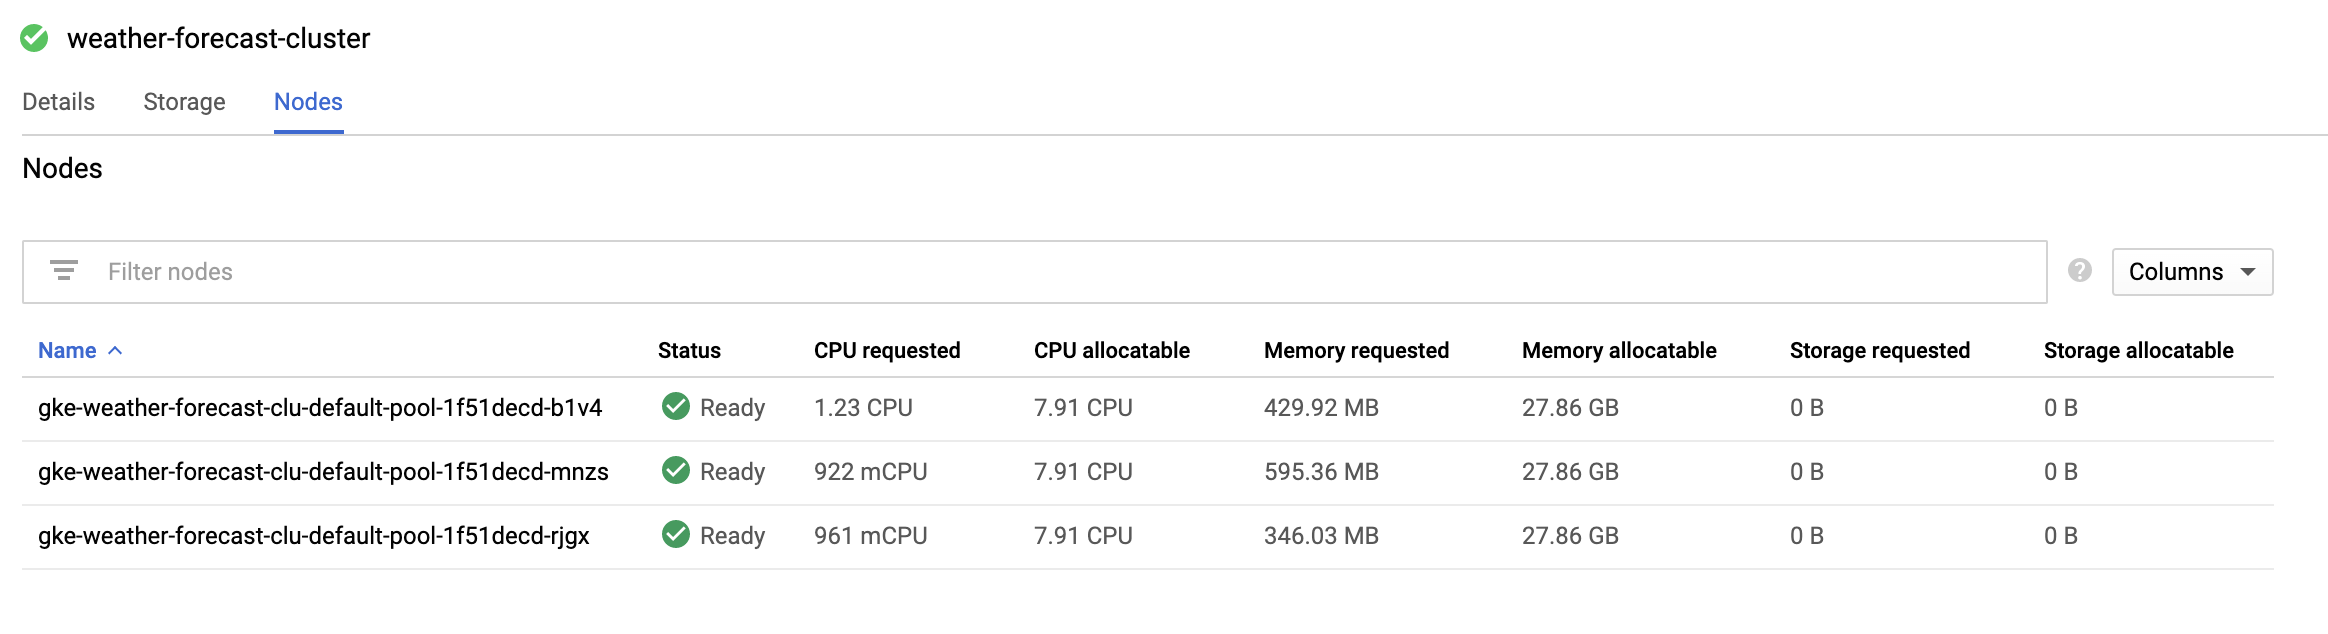 weather-forecast-cluster
Details Storage Nodes
Nodes
Filter nodes ? Columns
Name Status CPU requested CPU allocatable Memory requested Memory allocatable Storage requested Storage allocatable
gke-weather-forecast-clu-default-pool-1f51decd-b1v4 Ready 1.23 CPU 7.91 CPU 429.92 MB 27.86 GB 0 B 0 B
gke-weather-forecast-clu-default-pool-1f51decd-mnzs Ready 922 mCPU 7.91 CPU 595.36 MB 27.86 GB 0 B 0 B
gke-weather-forecast-clu-default-pool-1f51decd-rjgx Ready 961 mCPU 7.91 CPU 346.03 MB 27.86 GB 0 B 0 B